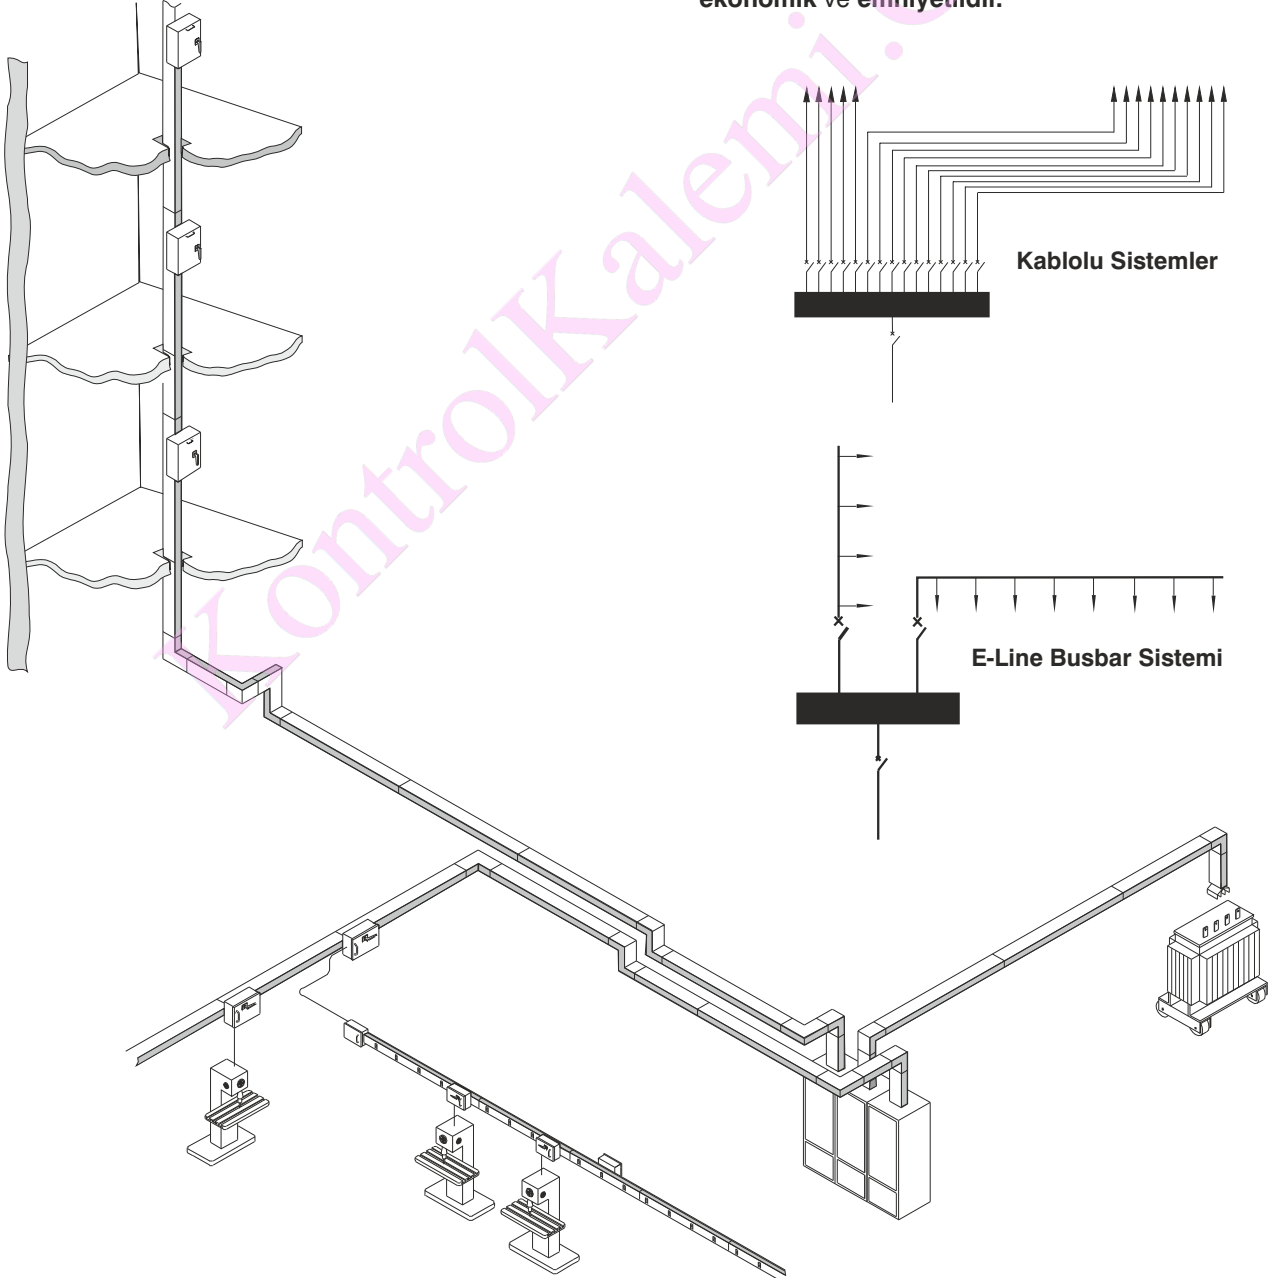 ekonomik ve emniyetlidir.
Kablolu Sistemler
E-Line Busbar Sistemi
KontrolKalemi.